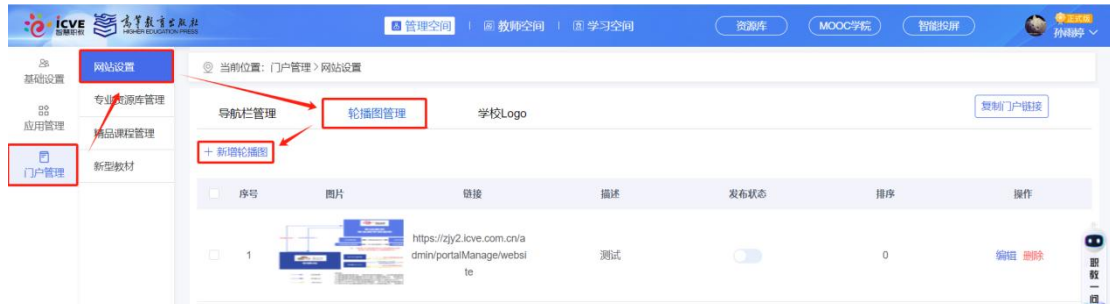 icve 智慧职教 高等教育出版社 HIGHER EDUCATION PRESS
管理空间 教师空间 学习空间
资源库 MOOC学院 智能投屏
正式版
基础设置
应用管理
门户管理
网站设置
专业资源库管理
精品课程管理
新型教材
当前位置：门户管理 > 网站设置
导航栏管理 轮播图管理 学校Logo
复制门户链接
+ 新增轮播图
序号 图片 链接 描述 发布状态 排序 操作
1
https://zjy2.icve.com.cn/a
dmin/portalManage/websi
te
测试 0 编辑 删除
职
教
一
问